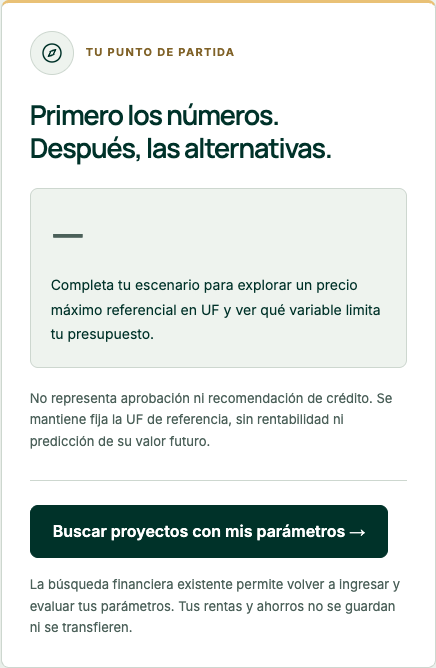 TU PUNTO DE PARTIDA
Primero los números.
Después, las alternativas.
—
Completa tu escenario para explorar un precio
máximo referencial en UF y ver qué variable limita
tu presupuesto.
No representa aprobación ni recomendación de crédito. Se
mantiene fija la UF de referencia, sin rentabilidad ni
predicción de su valor futuro.
Buscar proyectos con mis parámetros →
La búsqueda financiera existente permite volver a ingresar y
evaluar tus parámetros. Tus rentas y ahorros no se guardan
ni se transfieren.